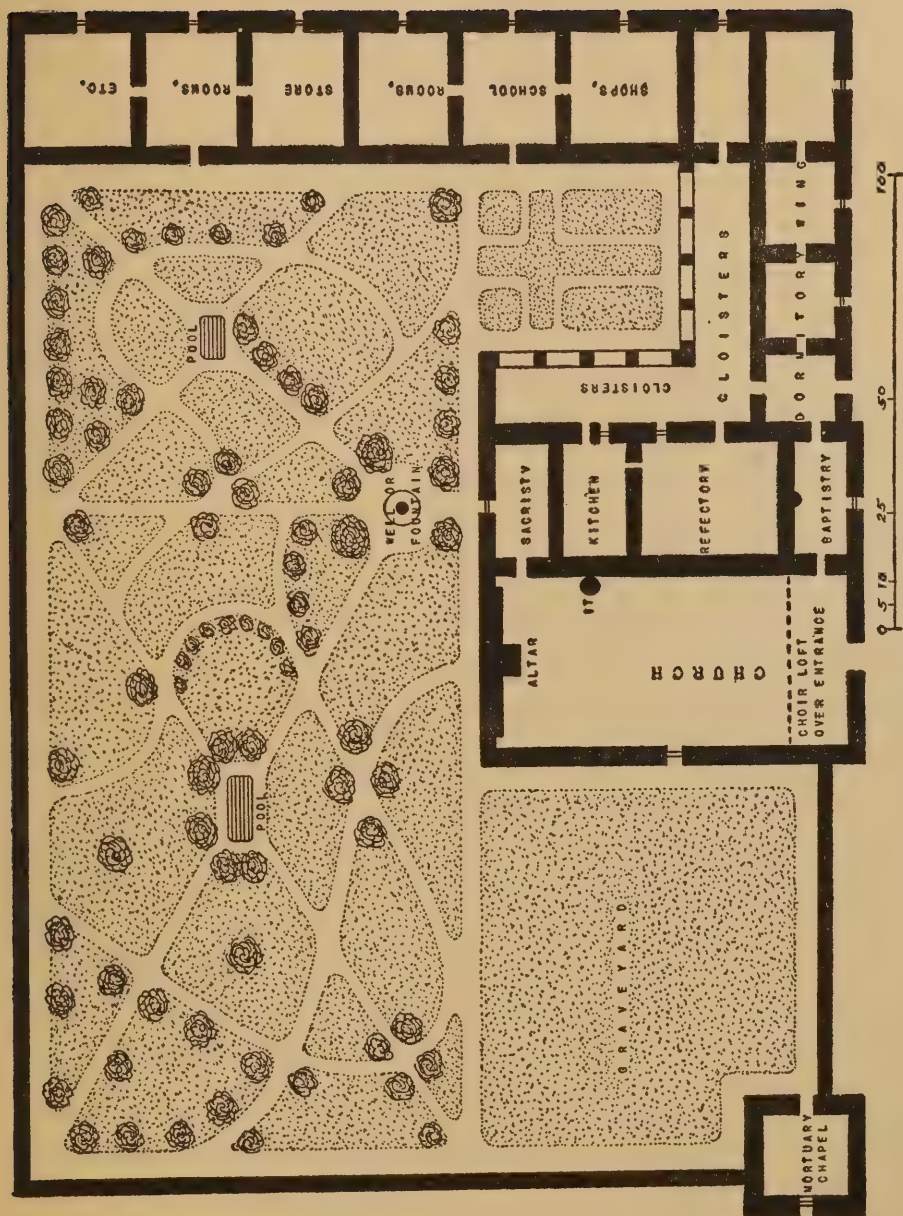 ETC.
ROOMS,
STORE
ROOMS,
SCHOOL
SHOPS,
POOL
POOL
WELL OR
FOUNTAIN
CLOISTERS
CLOISTERS
DORMITORY WING
SACRISTY
KITCHEN
REFECTORY
BAPTISTRY
ALTAR
CHURCH
CHOIR LOFT
OVER ENTRANCE
GRAVEYARD
MORTUARY
CHAPEL
0 5 10 25 50 100